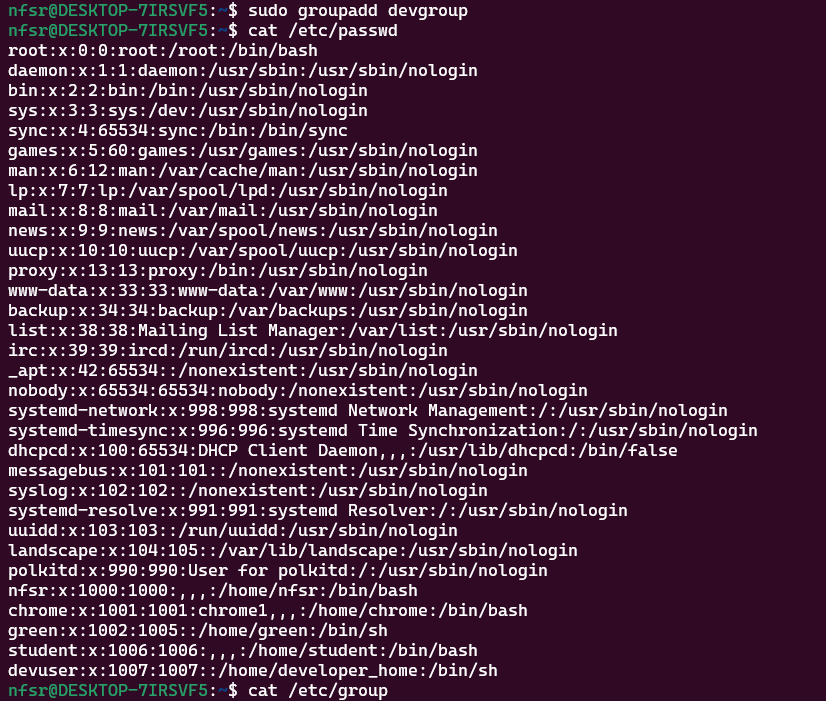 nfsr@DESKTOP-7IRSVF5:~$ sudo groupadd devgroup
nfsr@DESKTOP-7IRSVF5:~$ cat /etc/passwd
root:x:0:0:root:/root:/bin/bash
daemon:x:1:1:daemon:/usr/sbin:/usr/sbin/nologin
bin:x:2:2:bin:/bin:/usr/sbin/nologin
sys:x:3:3:sys:/dev:/usr/sbin/nologin
sync:x:4:65534:sync:/bin:/bin/sync
games:x:5:60:games:/usr/games:/usr/sbin/nologin
man:x:6:12:man:/var/cache/man:/usr/sbin/nologin
lp:x:7:7:lp:/var/spool/lpd:/usr/sbin/nologin
mail:x:8:8:mail:/var/mail:/usr/sbin/nologin
news:x:9:9:news:/var/spool/news:/usr/sbin/nologin
uucp:x:10:10:uucp:/var/spool/uucp:/usr/sbin/nologin
proxy:x:13:13:proxy:/bin:/usr/sbin/nologin
www-data:x:33:33:www-data:/var/www:/usr/sbin/nologin
backup:x:34:34:backup:/var/backups:/usr/sbin/nologin
list:x:38:38:Mailing List Manager:/var/list:/usr/sbin/nologin
irc:x:39:39:ircd:/run/ircd:/usr/sbin/nologin
_apt:x:42:65534::/nonexistent:/usr/sbin/nologin
nobody:x:65534:65534:nobody:/nonexistent:/usr/sbin/nologin
systemd-network:x:998:998:systemd Network Management:/:/usr/sbin/nologin
systemd-timesync:x:996:996:systemd Time Synchronization:/:/usr/sbin/nologin
dhcpcd:x:100:65534:DHCP Client Daemon,,,:/usr/lib/dhcpcd:/bin/false
messagebus:x:101:101::/nonexistent:/usr/sbin/nologin
syslog:x:102:102::/nonexistent:/usr/sbin/nologin
systemd-resolve:x:991:991:systemd Resolver:/:/usr/sbin/nologin
uuidd:x:103:103::/run/uuidd:/usr/sbin/nologin
landscape:x:104:105::/var/lib/landscape:/usr/sbin/nologin
polkitd:x:990:990:User for polkitd:/:/usr/sbin/nologin
nfsr:x:1000:1000:,,,:/home/nfsr:/bin/bash
chrome:x:1001:1001:chrome1,,,:/home/chrome:/bin/bash
green:x:1002:1005::/home/green:/bin/sh
student:x:1006:1006:,,,:/home/student:/bin/bash
devuser:x:1007:1007::/home/developer_home:/bin/sh
nfsr@DESKTOP-7IRSVF5:~$ cat /etc/group